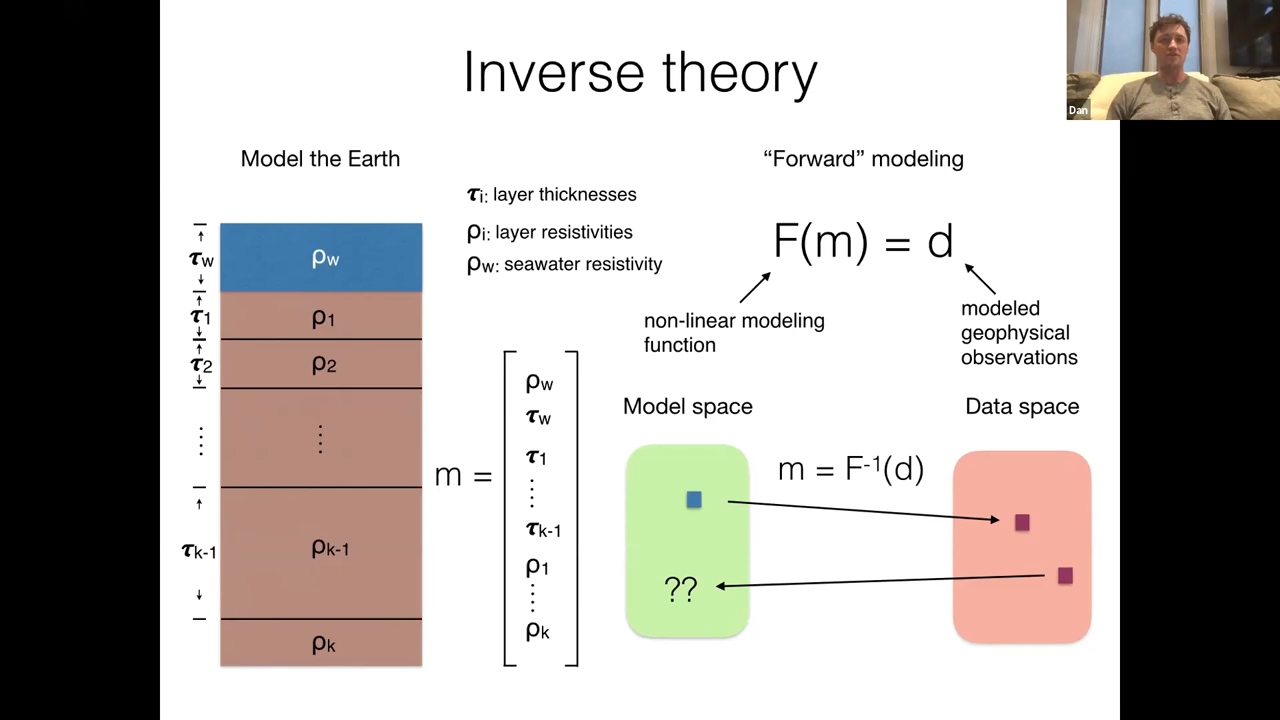 Inverse theory
Dan
Model the Earth
“Forward” modeling
τi: layer thicknesses
ρi: layer resistivities
ρw: seawater resistivity
F(m) = d
non-linear modeling
function
modeled
geophysical
observations
τw
ρw
τ1
ρ1
τ2
ρ2
⋮
⋮
τk-1
ρk-1
ρk
m =
ρw
τw
τ1
⋮
τk-1
ρ1
⋮
ρk
Model space
Data space
m = F-1(d)
??